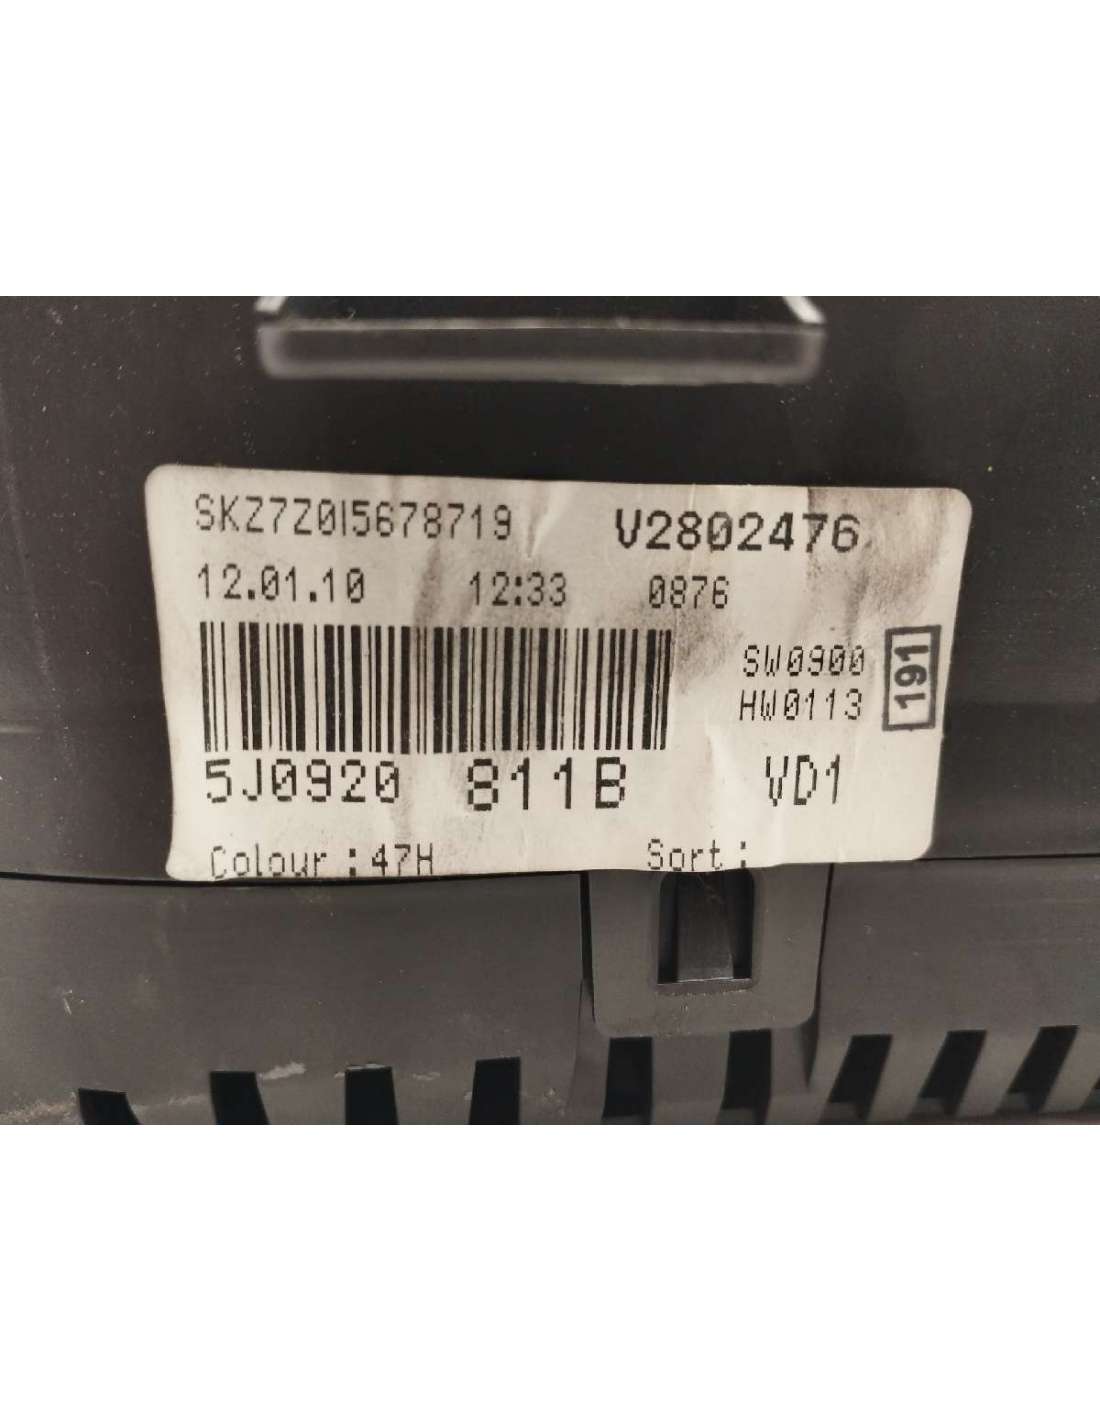 SKZ7Z0I5678719 V2802476
12.01.10 12:33 0876
SW0900
HW0113
191
5J0920 811B VD1
Colour : 47H Sort :